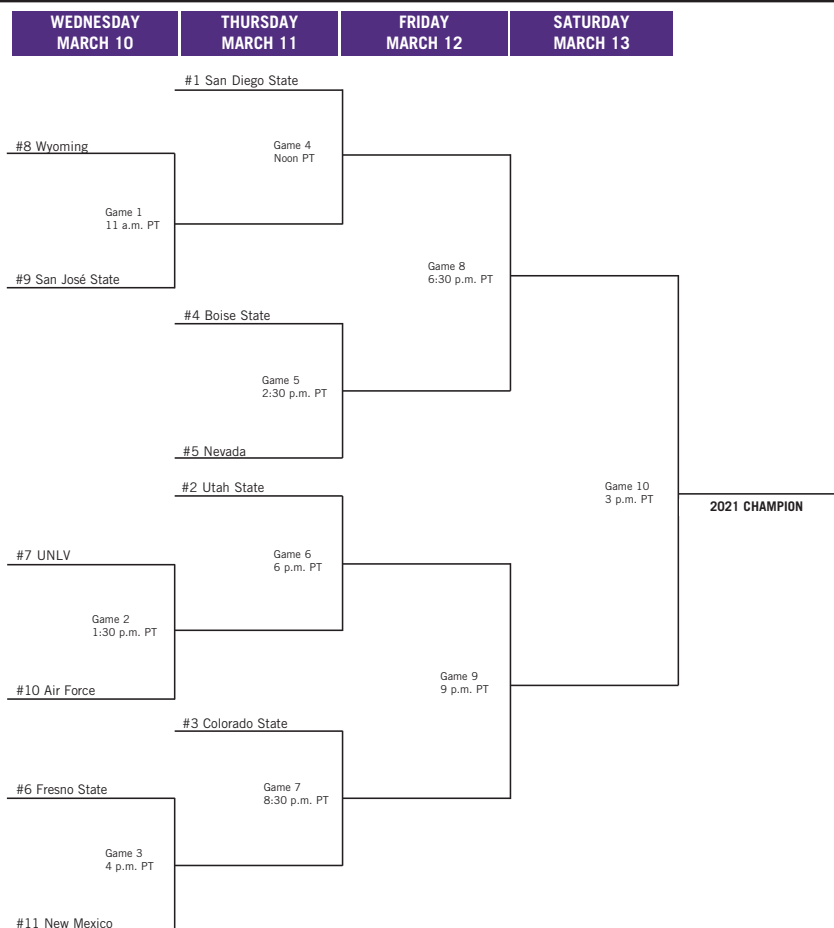 WEDNESDAY
MARCH 10
THURSDAY
MARCH 11
FRIDAY
MARCH 12
SATURDAY
MARCH 13
#1 San Diego State
#8 Wyoming
Game 4
Noon PT
Game 1
11 a.m. PT
#9 San José State
Game 8
6:30 p.m. PT
#4 Boise State
Game 5
2:30 p.m. PT
#5 Nevada
#2 Utah State
Game 10
3 p.m. PT
2021 CHAMPION
#7 UNLV
Game 6
6 p.m. PT
Game 2
1:30 p.m. PT
#10 Air Force
Game 9
9 p.m. PT
#3 Colorado State
#6 Fresno State
Game 7
8:30 p.m. PT
Game 3
4 p.m. PT
#11 New Mexico